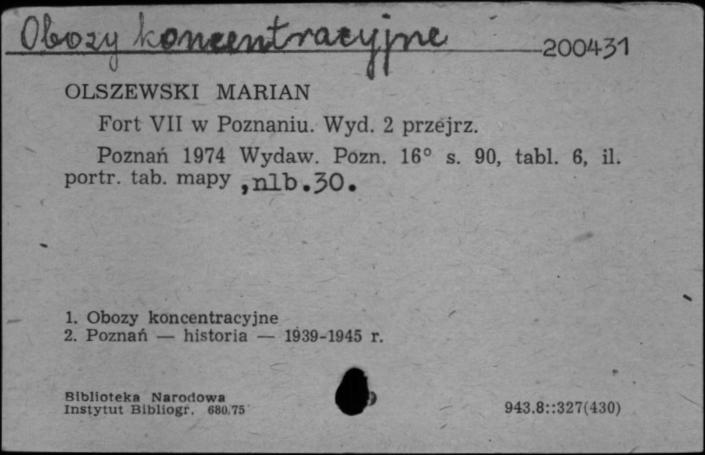 Obozy koncentracyjne
200431
OLSZEWSKI MARIAN
Fort VII w Poznaniu. Wyd. 2 przejrz.
Poznań 1974 Wydaw. Pozn. 16° s. 90, tabl. 6, il.
portr. tab. mapy ,nlb.30.
1. Obozy koncentracyjne
2. Poznań — historia — 1939-1945 r.
Biblioteka Narodowa
Instytut Bibliogr. 680.75
943.8::327(430)